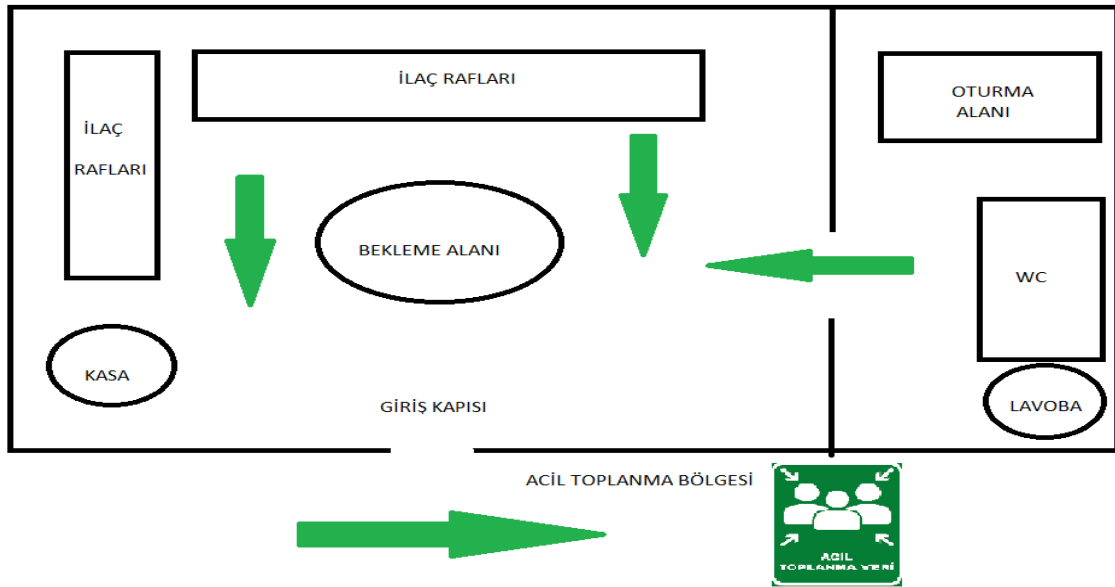 İLAÇ RAFLARI
OTURMA
ALANI
İLAÇ
RAFLARI
BEKLEME ALANI
WC
KASA
GİRİŞ KAPISI
LAVOBA
ACİL TOPLANMA BÖLGESİ
ACİL
TOPLANMA YERİ